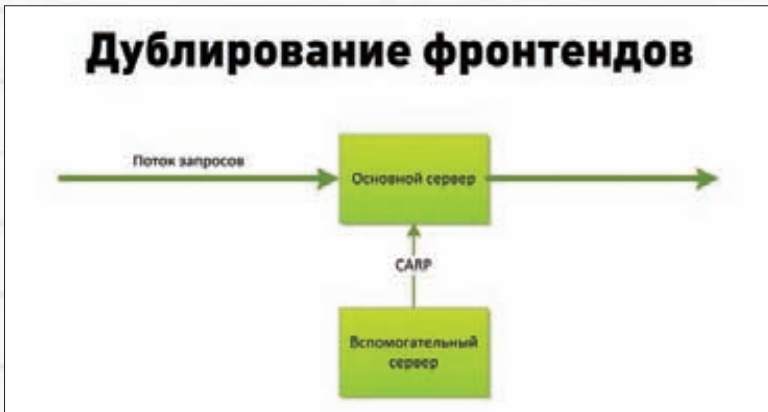 Дублирование фронтендов
Поток запросов
Основной сервер
CARP
Вспомогательный
сервер